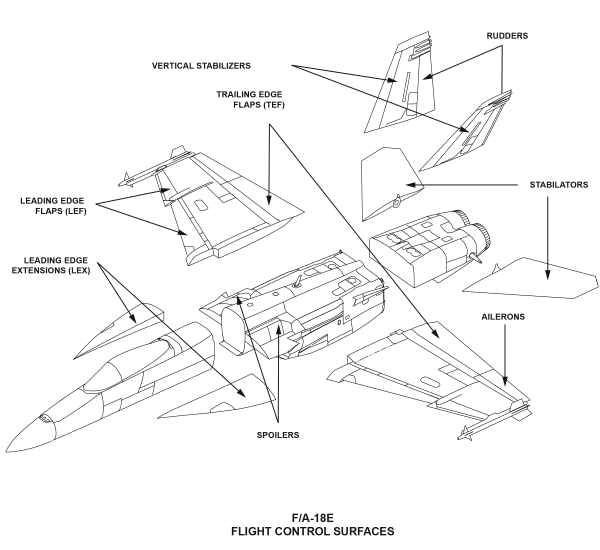 RUDDERS
VERTICAL STABILIZERS
TRAILING EDGE
FLAPS (TEF)
STABILATORS
LEADING EDGE
FLAPS (LEF)
LEADING EDGE
EXTENSIONS (LEX)
AILERONS
SPOILERS
F/A-18E
FLIGHT CONTROL SURFACES